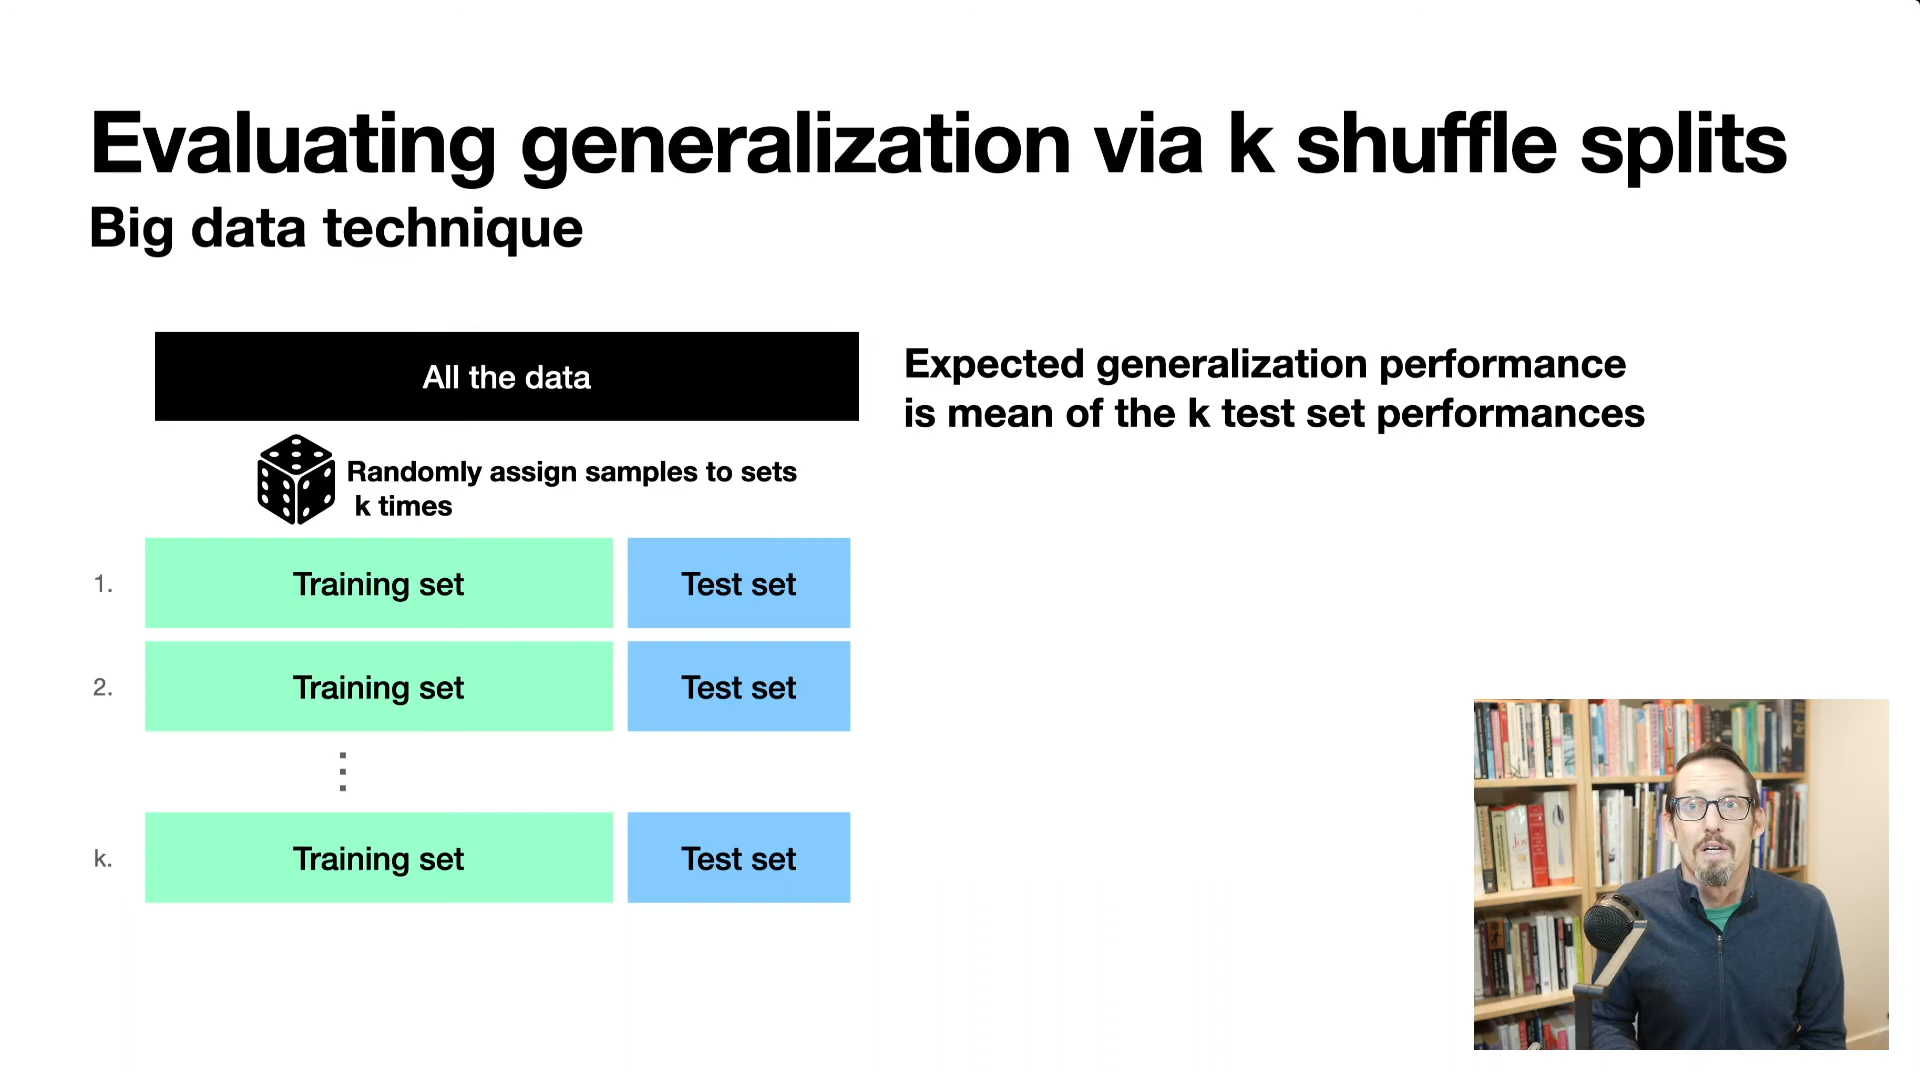 Evaluating generalization via k shuffle splits
Big data technique
All the data
Expected generalization performance
is mean of the k test set performances
Randomly assign samples to sets
k times
1.
Training set
Test set
2.
Training set
Test set
k.
Training set
Test set